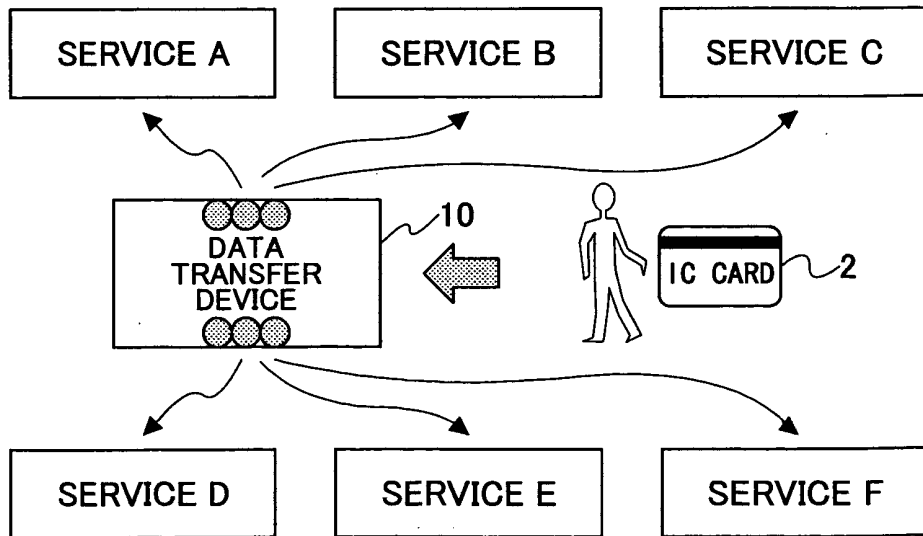 SERVICE A
SERVICE B
SERVICE C
10
DATA
TRANSFER
DEVICE
IC CARD
2
SERVICE D
SERVICE E
SERVICE F